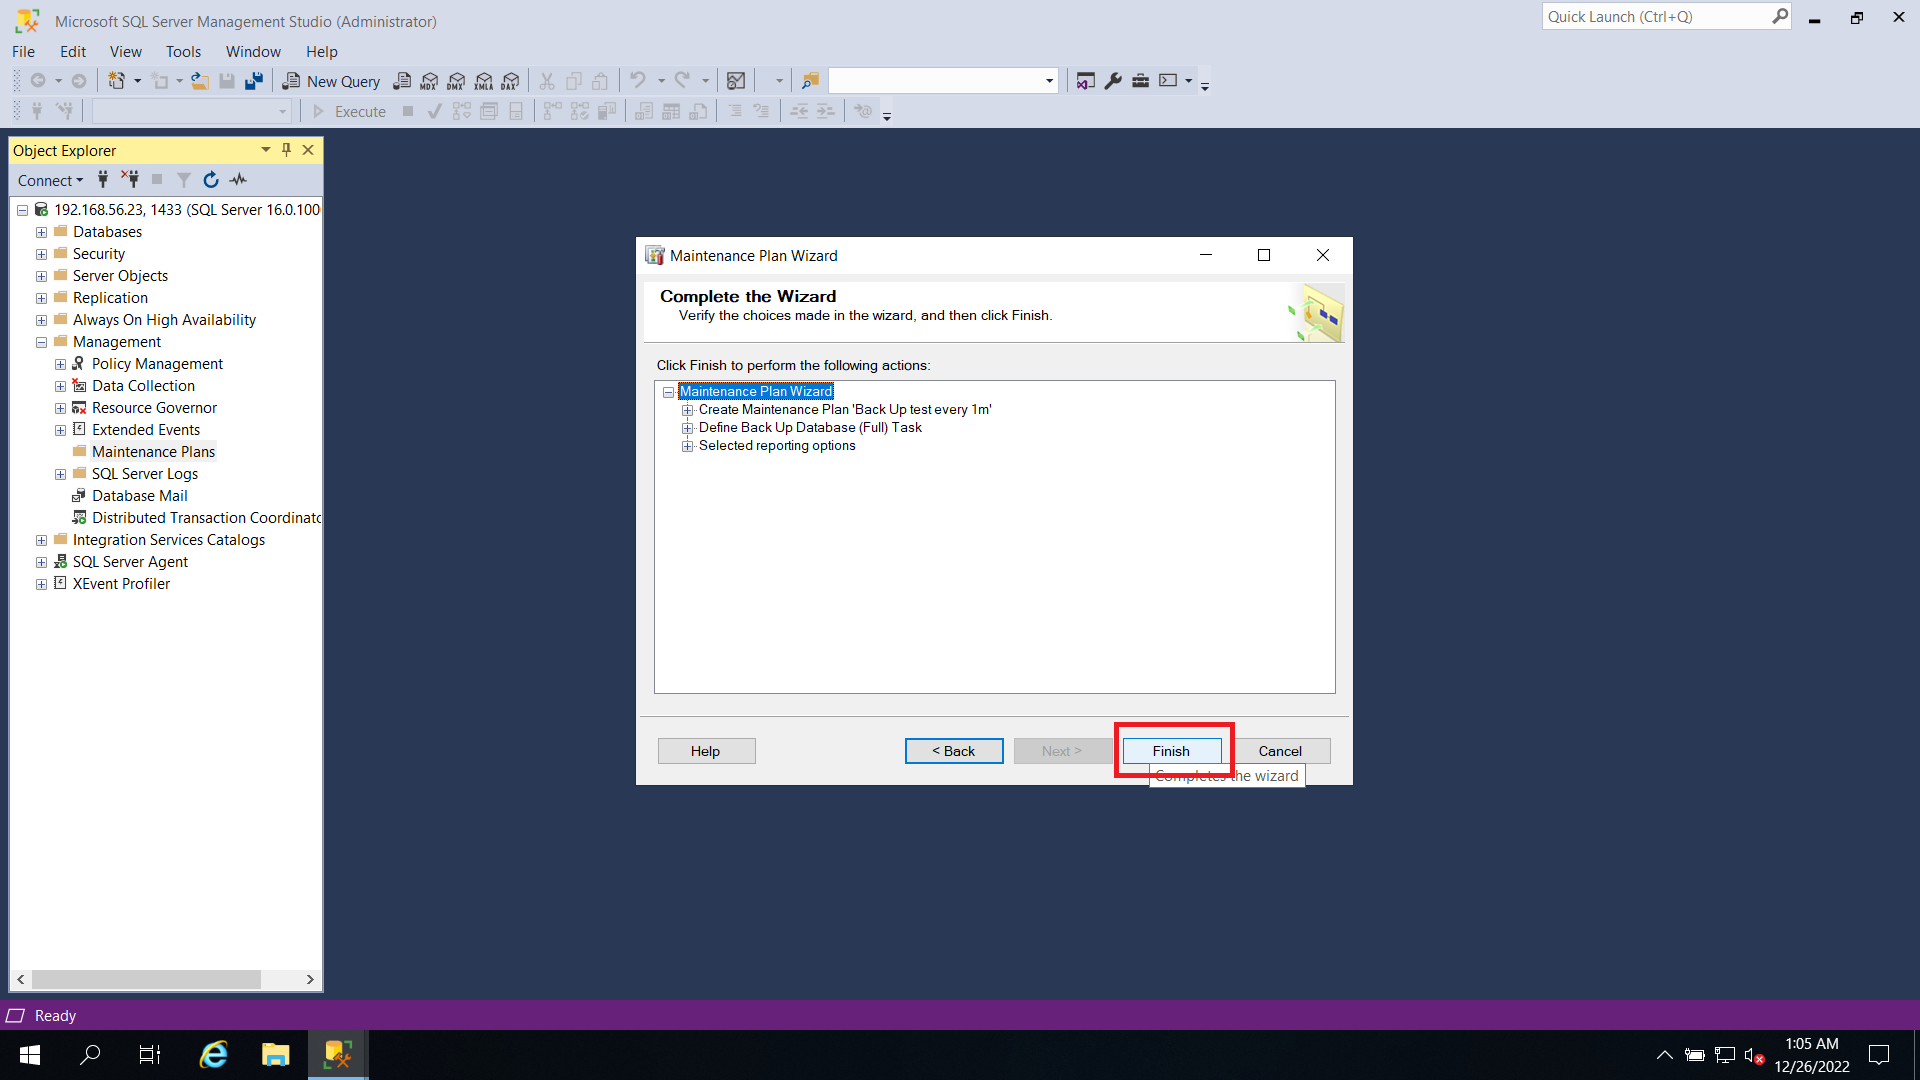 Microsoft SQL Server Management Studio (Administrator)
Quick Launch (Ctrl+Q)
File Edit View Tools Window Help
New Query
MDX DMX XMLA DAX
Execute
Object Explorer
Connect
192.168.56.23, 1433 (SQL Server 16.0.100
Databases
Security
Server Objects
Replication
Always On High Availability
Management
Policy Management
Data Collection
Resource Governor
Extended Events
Maintenance Plans
SQL Server Logs
Database Mail
Distributed Transaction Coordinato
Integration Services Catalogs
SQL Server Agent
XEvent Profiler
Maintenance Plan Wizard
Complete the Wizard
Verify the choices made in the wizard, and then click Finish.
Click Finish to perform the following actions:
Maintenance Plan Wizard
Create Maintenance Plan 'Back Up test every 1m'
Define Back Up Database (Full) Task
Selected reporting options
Help
< Back
Next >
Finish
Cancel
Completes the wizard
Ready
1:05 AM
12/26/2022